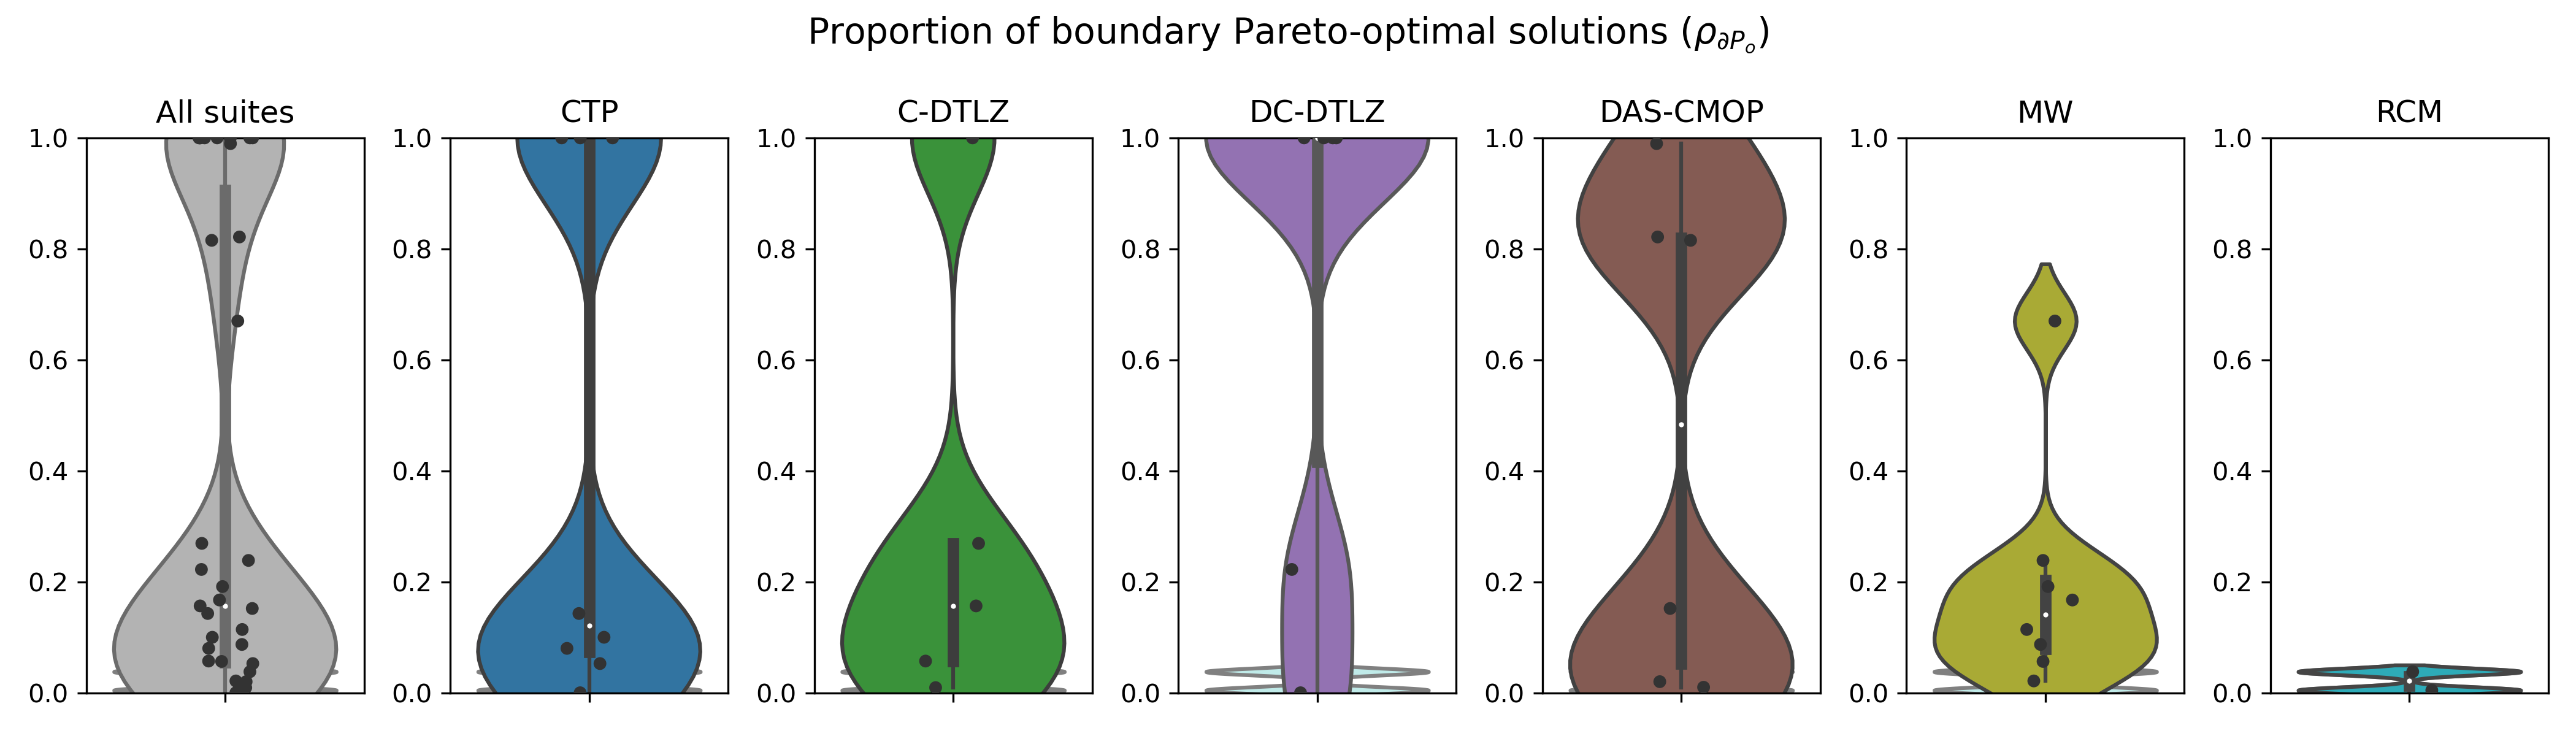 Proportion of boundary Pareto-optimal solutions (ρ∂Pₒ)
All suites CTP C-DTLZ DC-DTLZ DAS-CMOP MW RCM
1.0 1.0 1.0 1.0 1.0 1.0 1.0
0.8 0.8 0.8 0.8 0.8 0.8 0.8
0.6 0.6 0.6 0.6 0.6 0.6 0.6
0.4 0.4 0.4 0.4 0.4 0.4 0.4
0.2 0.2 0.2 0.2 0.2 0.2 0.2
0.0 0.0 0.0 0.0 0.0 0.0 0.0